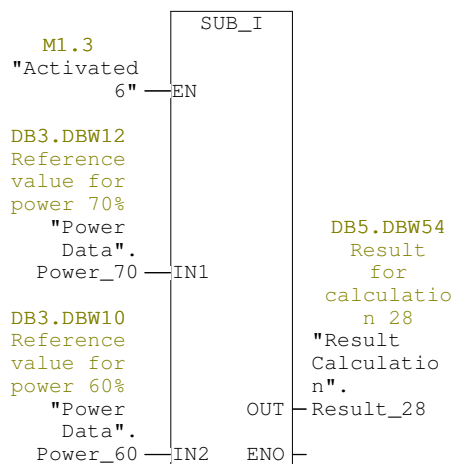 SUB_I
M1.3
"Activated
6"
EN
DB3.DBW12
Reference
value for
power 70%
"Power
Data".
Power_70
IN1
DB3.DBW10
Reference
value for
power 60%
"Power
Data".
Power_60
IN2
DB5.DBW54
Result
for
calculatio
n 28
"Result
Calculatio
n".
OUT
Result_28
ENO